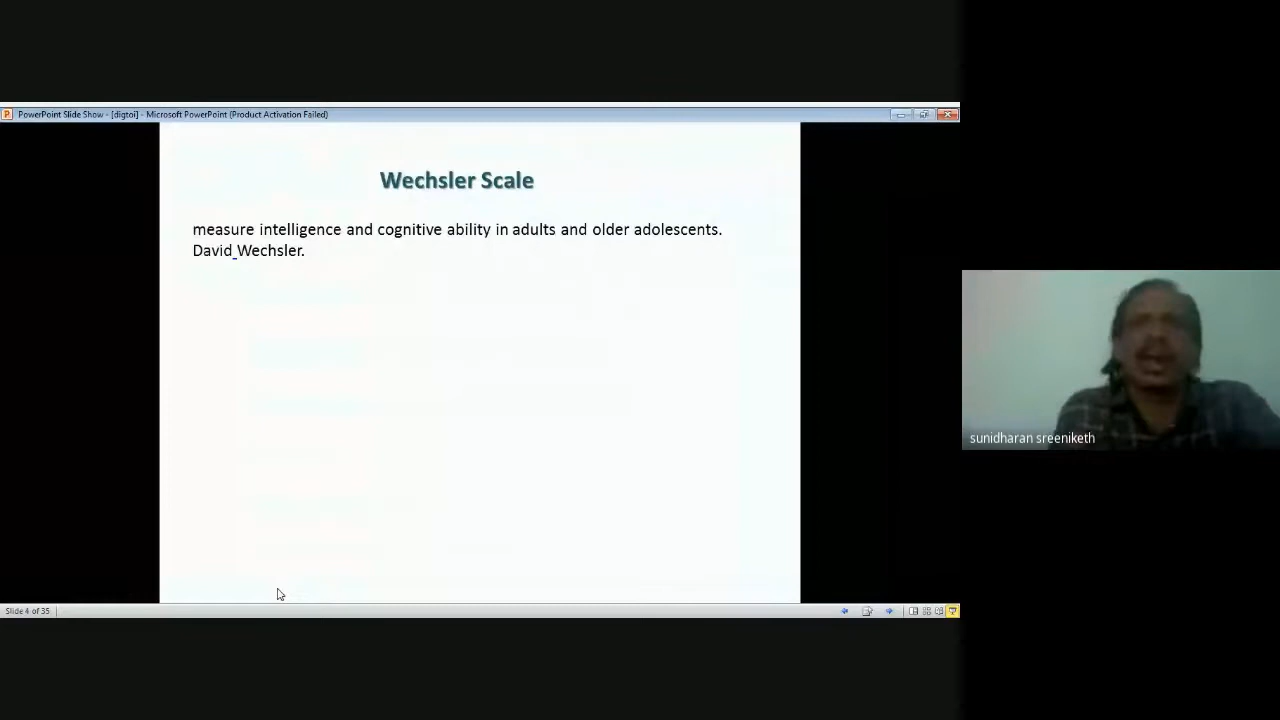 PowerPoint Slide Show - [digtoi] - Microsoft PowerPoint (Product Activation Failed)
Wechsler Scale
measure intelligence and cognitive ability in adults and older adolescents.
David Wechsler.
sunidharan sreeniketh
Slide 4 of 35